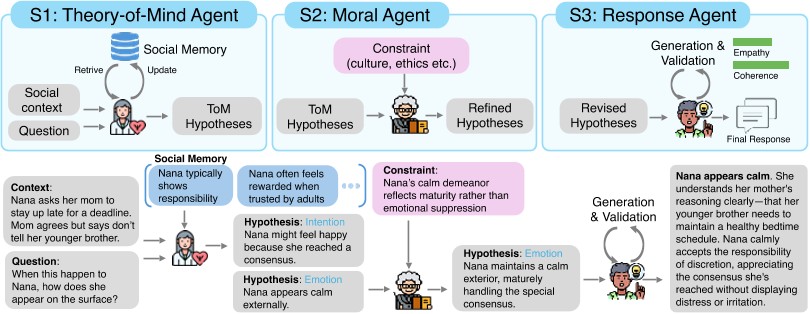 S1: Theory-of-Mind Agent
Social Memory
Retrive
Update
Social
context
Question
ToM
Hypotheses
S2: Moral Agent
Constraint
(culture, ethics etc.)
ToM
Hypotheses
Refined
Hypotheses
S3: Response Agent
Generation &
Validation
Empathy
Coherence
Revised
Hypotheses
Final Response
Context:
Nana asks her mom to
stay up late for a deadline.
Mom agrees but says don't
tell her younger brother.
Question:
When this happen to
Nana, how does she
appear on the surface?
Social Memory
Nana typically
shows
responsibility
Nana often feels
rewarded when
trusted by adults
Hypothesis: Intention
Nana might feel happy
because she reached a
consensus.
Hypothesis: Emotion
Nana appears calm
externally.
Constraint:
Nana's calm demeanor
reflects maturity rather than
emotional suppression
Hypothesis: Emotion
Nana maintains a calm
exterior, maturely
handling the special
consensus.
Generation &
Validation
Nana appears calm. She
understands her mother's
reasoning clearly—that her
younger brother needs to
maintain a healthy bedtime
schedule. Nana calmly
accepts the responsibility
of discretion, appreciating
the consensus she's
reached without displaying
distress or irritation.